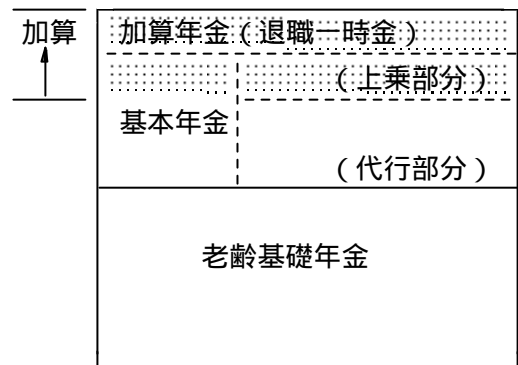 加算
加算年金（退職一時金）
（上乗部分）
基本年金
（代行部分）
老齢基礎年金